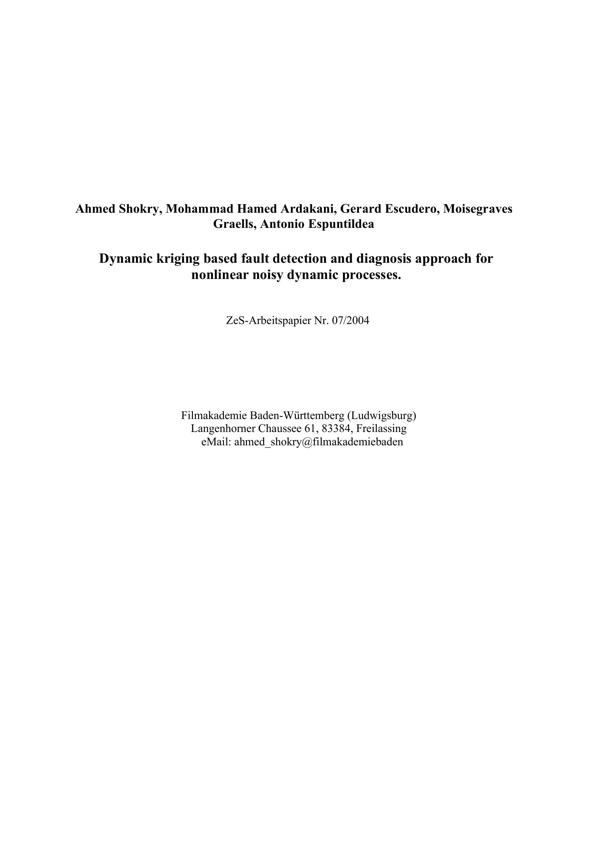 Ahmed Shokry, Mohammad Hamed Ardakani, Gerard Escudero, Moisegraves
Graells, Antonio Espuntildea
Dynamic kriging based fault detection and diagnosis approach for
nonlinear noisy dynamic processes.
ZeS-Arbeitspapier Nr. 07/2004
Filmakademie Baden-Württemberg (Ludwigsburg)
Langenhorner Chaussee 61, 83384, Freilassing
eMail: ahmed_shokry@filmakademiebaden